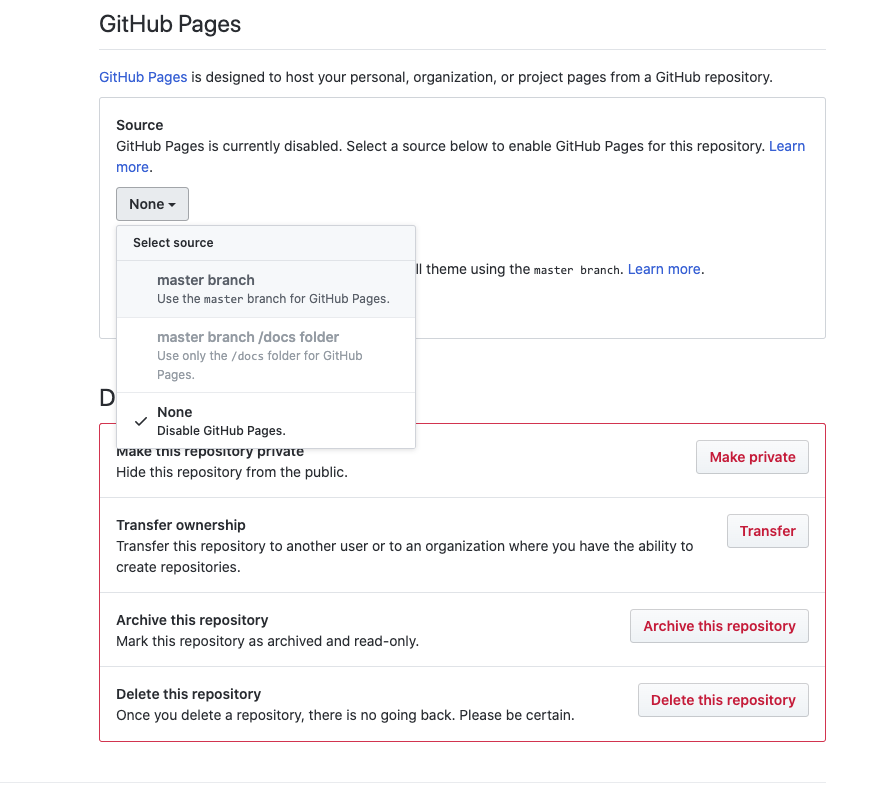 GitHub Pages
GitHub Pages is designed to host your personal, organization, or project pages from a GitHub repository.
Source
GitHub Pages is currently disabled. Select a source below to enable GitHub Pages for this repository. Learn
more.
None
Select source
master branch
Use the master branch for GitHub Pages.
theme using the master branch. Learn more.
master branch /docs folder
Use only the /docs folder for GitHub
Pages.
D
None
Disable GitHub Pages.
Make this repository private
Hide this repository from the public.
Make private
Transfer ownership
Transfer this repository to another user or to an organization where you have the ability to
create repositories.
Transfer
Archive this repository
Mark this repository as archived and read-only.
Archive this repository
Delete this repository
Once you delete a repository, there is no going back. Please be certain.
Delete this repository